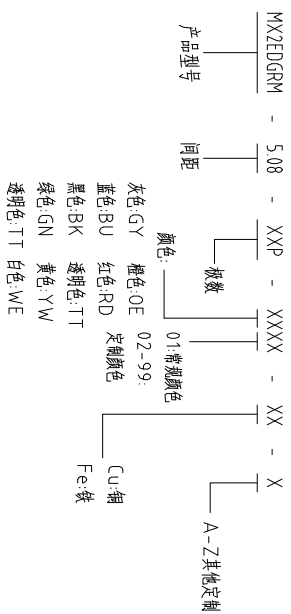 MX2EDGRM - 5.08 - XXP - XXXX - XX - X
产品型号
间距
极数
颜色:
灰色:GY 橙色:OE
蓝色:BU 红色:RD
黑色:BK 透明色:TT
绿色:GN 黄色:YW
透明色:TT 白色:WE
01:常规颜色
02-99:
定制颜色
Cu:铜
Fe:铁
A-Z其他定制